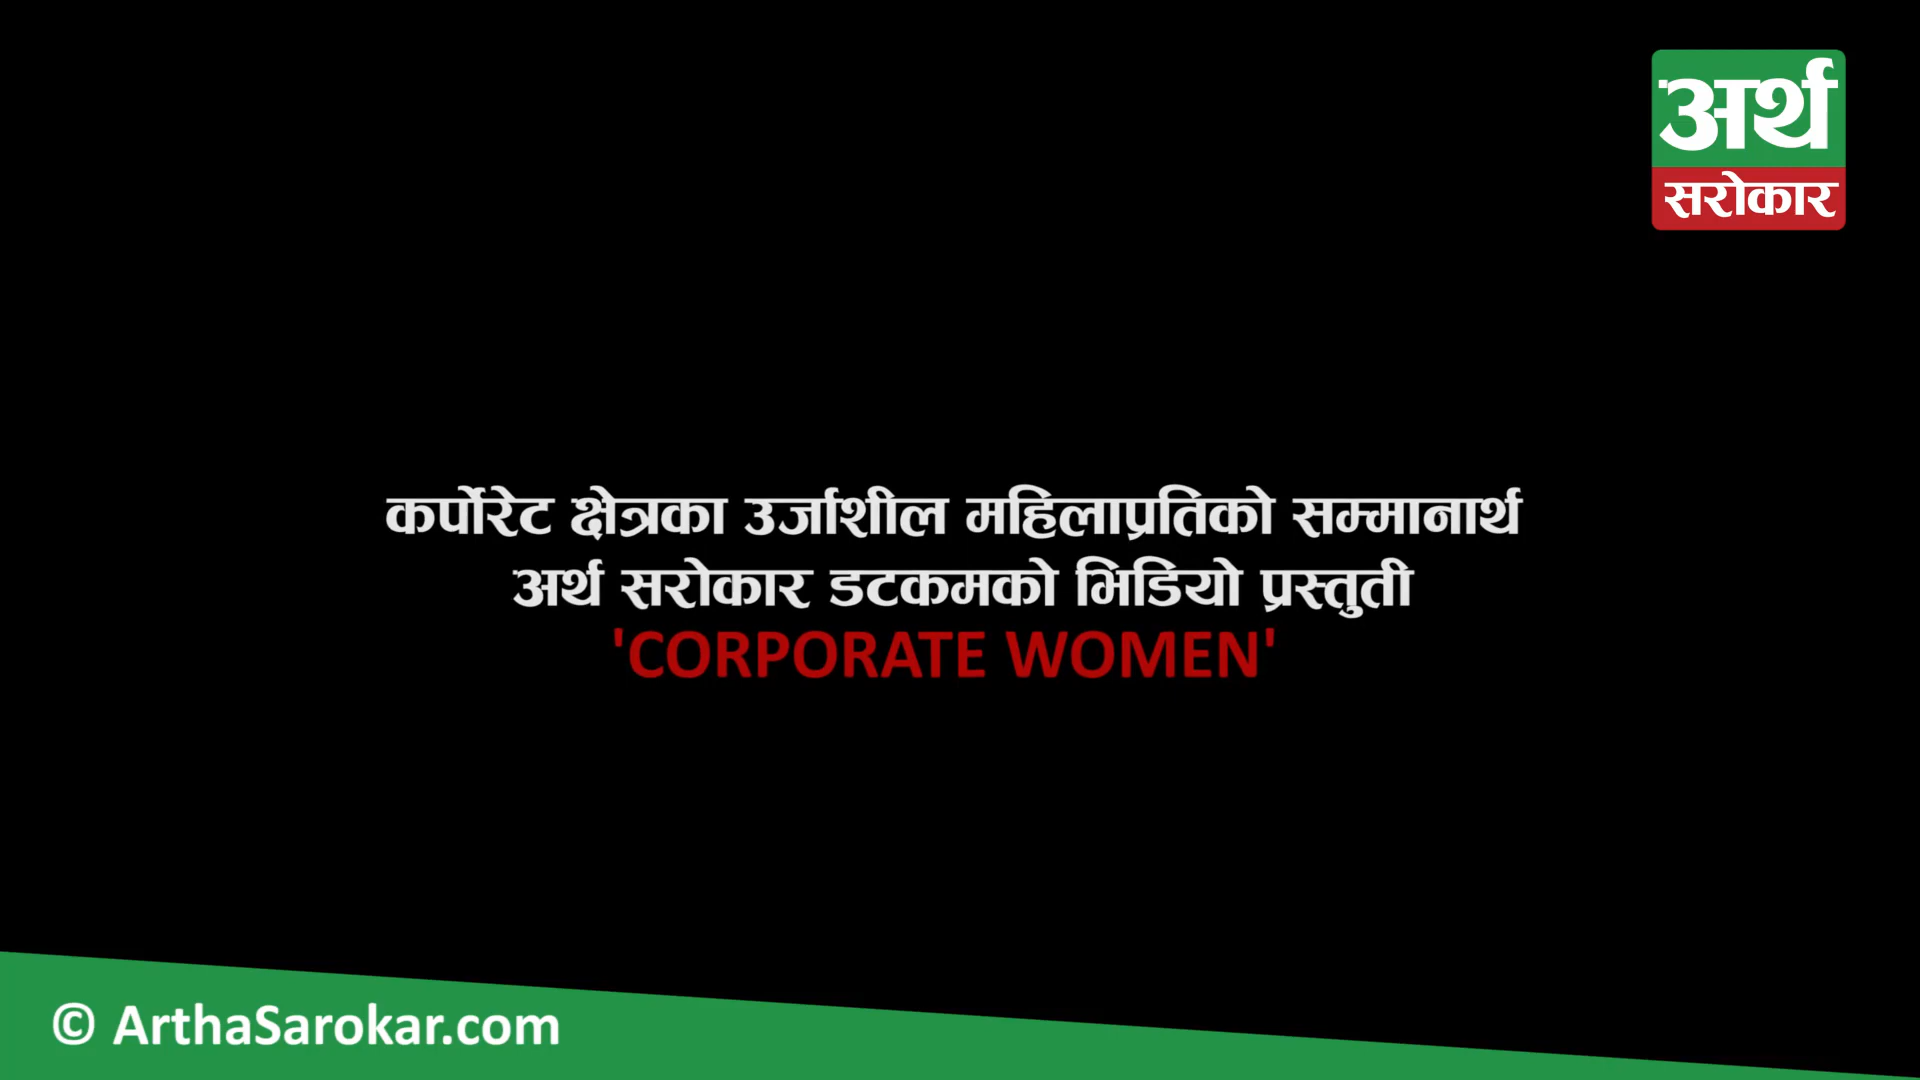 अर्थ
सरोकार
कर्पोरेट क्षेत्रका उर्जाशील महिलाप्रतिको सम्मानार्थ
अर्थ सरोकार डटकमको भिडियो प्रस्तुती
'CORPORATE WOMEN'
© ArthaSarokar.com